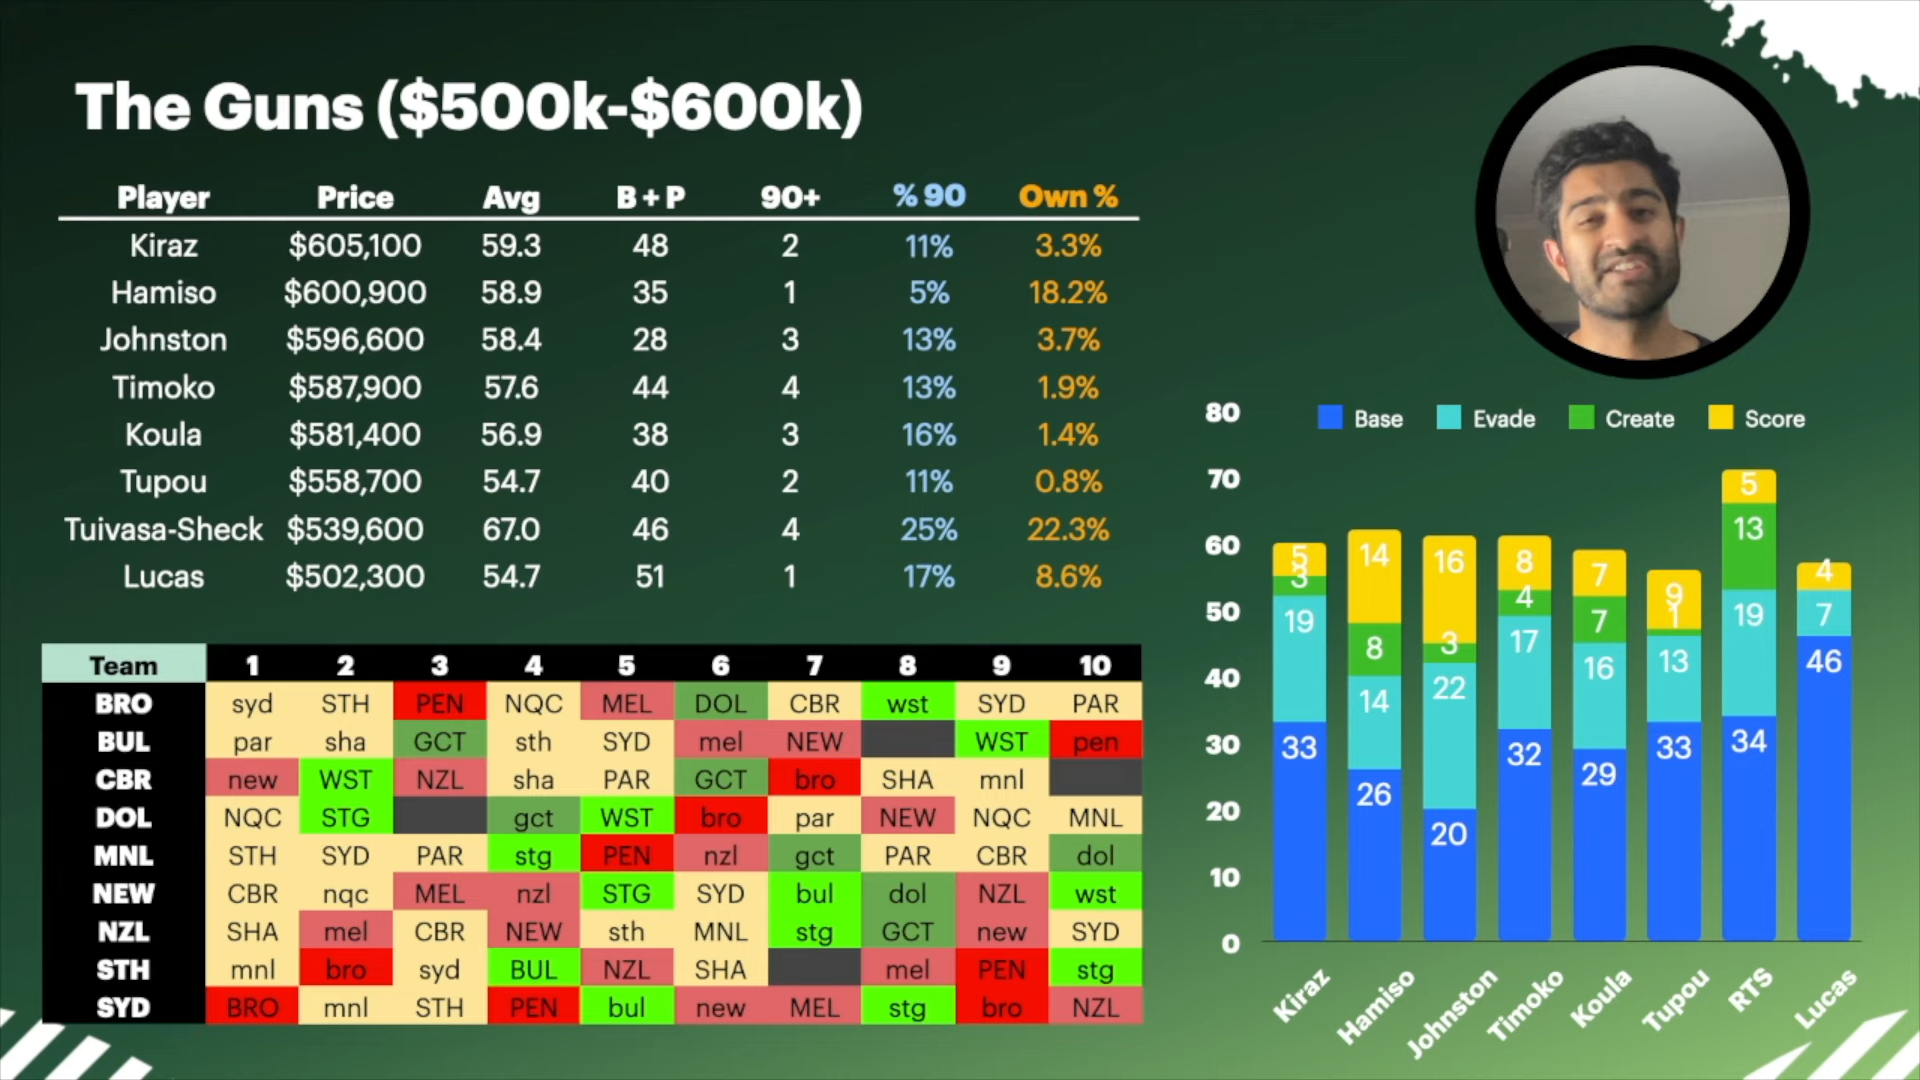 The Guns ($500k-$600k)
Player Price Avg B + P 90+ % 90 Own %
Kiraz $605,100 59.3 48 2 11% 3.3%
Hamiso $600,900 58.9 35 1 5% 18.2%
Johnston $596,600 58.4 28 3 13% 3.7%
Timoko $587,900 57.6 44 4 13% 1.9%
Koula $581,400 56.9 38 3 16% 1.4%
Tupou $558,700 54.7 40 2 11% 0.8%
Tuivasa-Sheck $539,600 67.0 46 4 25% 22.3%
Lucas $502,300 54.7 51 1 17% 8.6%
Team 1 2 3 4 5 6 7 8 9 10
BRO syd STH PEN NQC MEL DOL CBR wst SYD PAR
BUL par sha GCT sth SYD mel NEW WST pen
CBR new WST NZL sha PAR GCT bro SHA mnl
DOL NQC STG gct WST bro par NEW NQC MNL
MNL STH SYD PAR stg PEN nzl gct PAR CBR dol
NEW CBR nqc MEL nzl STG SYD bul dol NZL wst
NZL SHA mel CBR NEW sth MNL stg GCT new SYD
STH mnl bro syd BUL NZL SHA mel PEN stg
SYD BRO mnl STH PEN bul new MEL stg bro NZL
Base Evade Create Score
80
70
60
50
40
30
20
10
0
5 14 16 8 7 9 5 4
3 8 3 4 7 1 13
19 14 22 17 16 13 19 7
33 26 20 32 29 33 34 46
Kiraz Hamiso Johnston Timoko Koula Tupou RTS Lucas